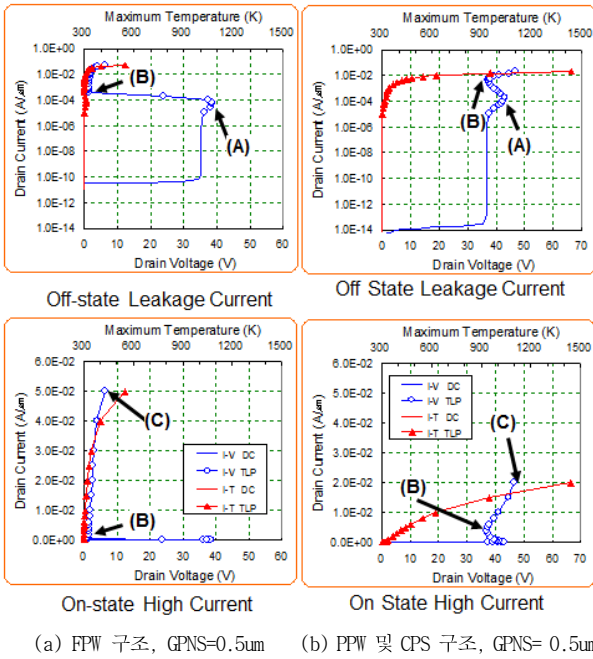 Maximum Temperature (K)
300 600 900 1200 1500
Drain Current (A/㎛)
1.0E+00
1.0E-02
1.0E-04
1.0E-06
1.0E-08
1.0E-10
1.0E-12
1.0E-14
(B)
(A)
0 10 20 30 40 50 60
Drain Voltage (V)
Off-state Leakage Current
Maximum Temperature (K)
300 600 900 1200 1500
Drain Current (A/㎛)
1.0E+00
1.0E-02
1.0E-04
1.0E-06
1.0E-08
1.0E-10
1.0E-12
1.0E-14
(B)
(A)
0 10 20 30 40 50 60 70
Drain Voltage (V)
Off State Leakage Current
Maximum Temperature (K)
300 600 900 1200 1500
Drain Current (A/㎛)
6.0E-02
5.0E-02
4.0E-02
3.0E-02
2.0E-02
1.0E-02
0.0E+00
(C)
I-V DC
I-V TLP
I-T DC
I-T TLP
(B)
0 10 20 30 40 50 60
Drain Voltage (V)
On-state High Current
Maximum Temperature (K)
300 600 900 1200 1500
Drain Current (A/㎛)
6.0E-02
5.0E-02
4.0E-02
3.0E-02
2.0E-02
1.0E-02
0.0E+00
I-V DC
I-V TLP
I-T DC
I-T TLP
(C)
(B)
0 10 20 30 40 50 60 70
Drain Voltage (V)
On State High Current
(a) FPW 구조, GPNS=0.5um
(b) PPW 및 CPS 구조, GPNS= 0.5um